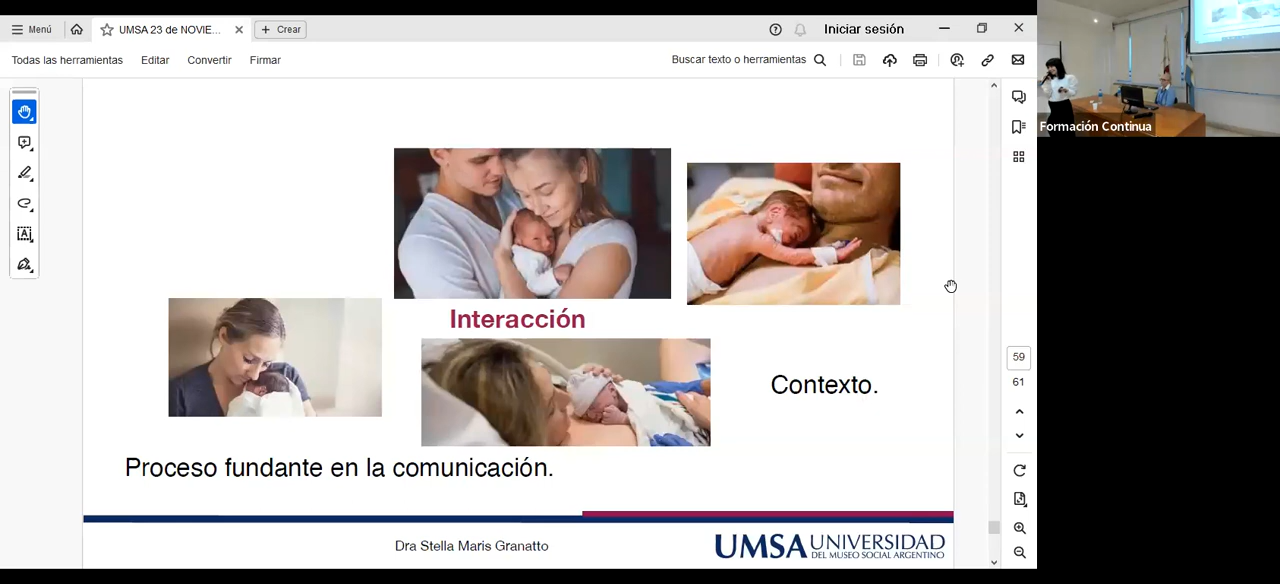 Menú
UMSA 23 de NOVIE...
Crear
Iniciar sesión
Todas las herramientas
Editar
Convertir
Firmar
Buscar texto o herramientas
Formación Continua
Interacción
Contexto.
59
61
Proceso fundante en la comunicación.
Dra Stella Maris Granatto
UMSA UNIVERSIDAD
DEL MUSEO SOCIAL ARGENTINO